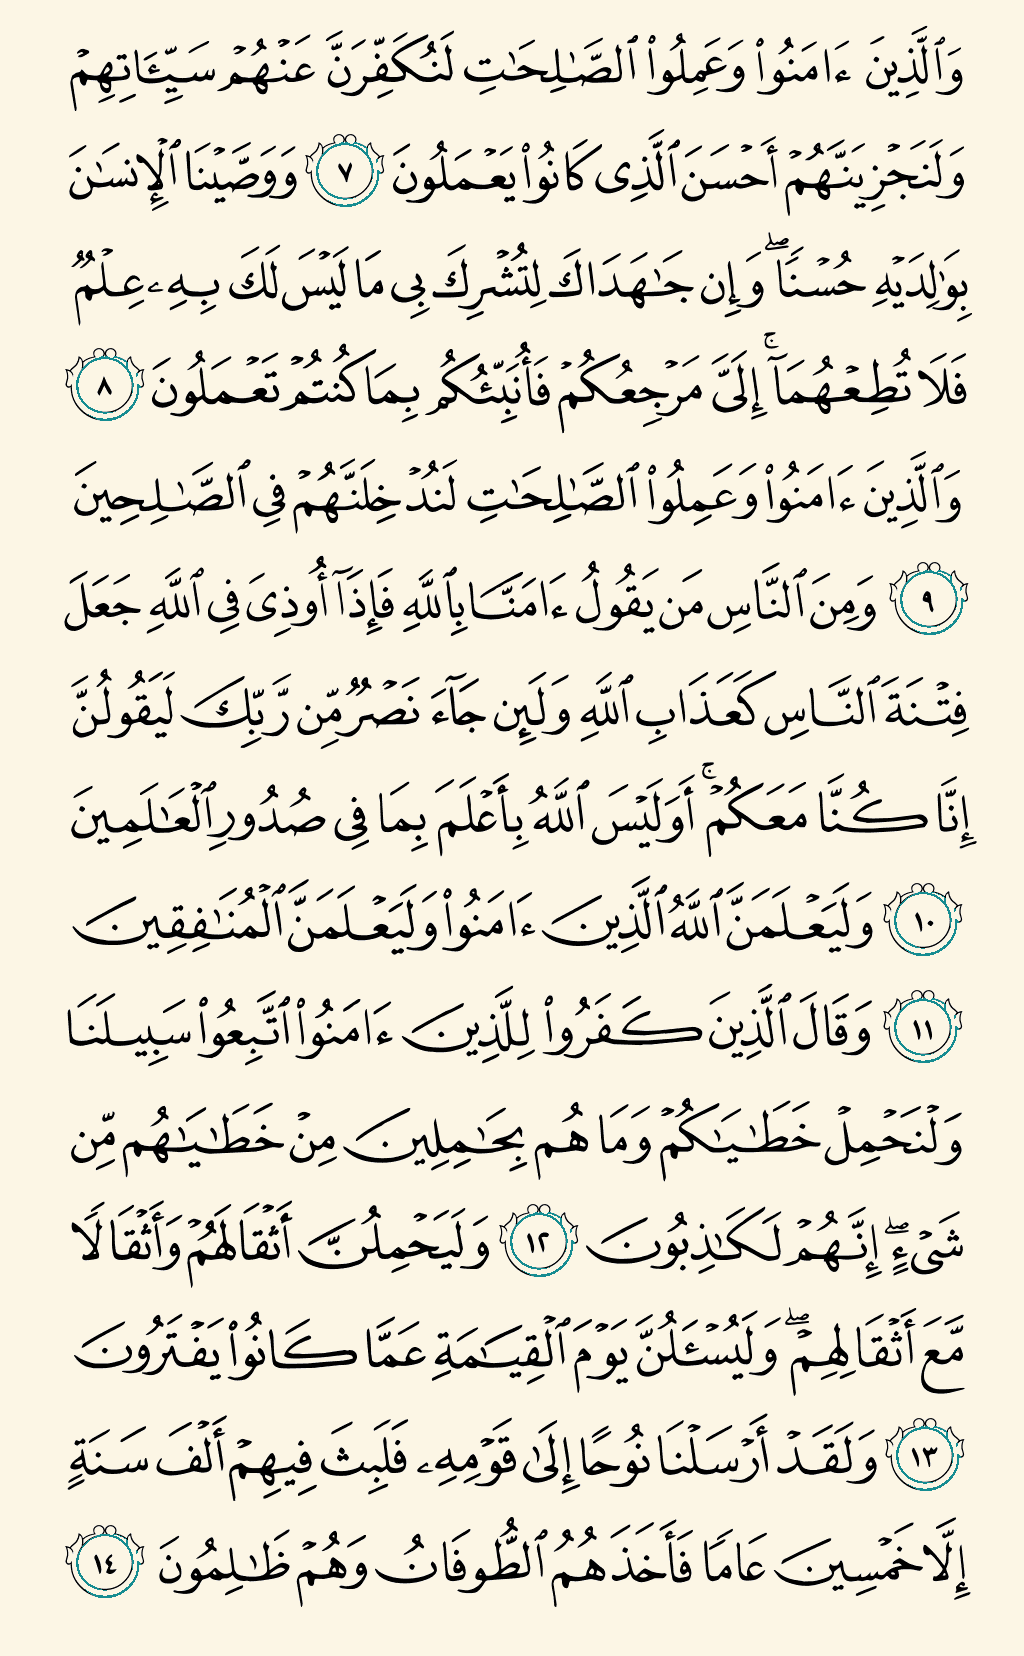 وَٱلَّذِينَ ءَامَنُوا۟ وَعَمِلُوا۟ ٱلصَّـٰلِحَـٰتِ لَنُكَفِّرَنَّ عَنْهُمْ سَيِّـَٔاتِهِمْ
وَلَنَجْزِيَنَّهُمْ أَحْسَنَ ٱلَّذِى كَانُوا۟ يَعْمَلُونَ ٧ وَوَصَّيْنَا ٱلْإِنسَـٰنَ
بِوَٰلِدَيْهِ حُسْنًا ۖ وَإِن جَـٰهَدَاكَ لِتُشْرِكَ بِى مَا لَيْسَ لَكَ بِهِۦ عِلْمٌ
فَلَا تُطِعْهُمَآ ۚ إِلَىَّ مَرْجِعُكُمْ فَأُنَبِّئُكُم بِمَا كُنتُمْ تَعْمَلُونَ ٨
وَٱلَّذِينَ ءَامَنُوا۟ وَعَمِلُوا۟ ٱلصَّـٰلِحَـٰتِ لَنُدْخِلَنَّهُمْ فِى ٱلصَّـٰلِحِينَ
٩ وَمِنَ ٱلنَّاسِ مَن يَقُولُ ءَامَنَّا بِٱللَّهِ فَإِذَآ أُوذِىَ فِى ٱللَّهِ جَعَلَ
فِتْنَةَ ٱلنَّاسِ كَعَذَابِ ٱللَّهِ وَلَئِن جَآءَ نَصْرٌ مِّن رَّبِّكَ لَيَقُولُنَّ
إِنَّا كُنَّا مَعَكُمْ ۚ أَوَلَيْسَ ٱللَّهُ بِأَعْلَمَ بِمَا فِى صُدُورِ ٱلْعَـٰلَمِينَ
١٠ وَلَيَعْلَمَنَّ ٱللَّهُ ٱلَّذِينَ ءَامَنُوا۟ وَلَيَعْلَمَنَّ ٱلْمُنَـٰفِقِينَ
١١ وَقَالَ ٱلَّذِينَ كَفَرُوا۟ لِلَّذِينَ ءَامَنُوا۟ ٱتَّبِعُوا۟ سَبِيلَنَا
وَلْنَحْمِلْ خَطَـٰيَـٰكُمْ وَمَا هُم بِحَـٰمِلِينَ مِنْ خَطَـٰيَـٰهُم مِّن
شَىْءٍ ۖ إِنَّهُمْ لَكَـٰذِبُونَ ١٢ وَلَيَحْمِلُنَّ أَثْقَالَهُمْ وَأَثْقَالًا
مَّعَ أَثْقَالِهِمْ ۖ وَلَيُسْـَٔلُنَّ يَوْمَ ٱلْقِيَـٰمَةِ عَمَّا كَانُوا۟ يَفْتَرُونَ
١٣ وَلَقَدْ أَرْسَلْنَا نُوحًا إِلَىٰ قَوْمِهِۦ فَلَبِثَ فِيهِمْ أَلْفَ سَنَةٍ
إِلَّا خَمْسِينَ عَامًا فَأَخَذَهُمُ ٱلطُّوفَانُ وَهُمْ ظَـٰلِمُونَ ١٤